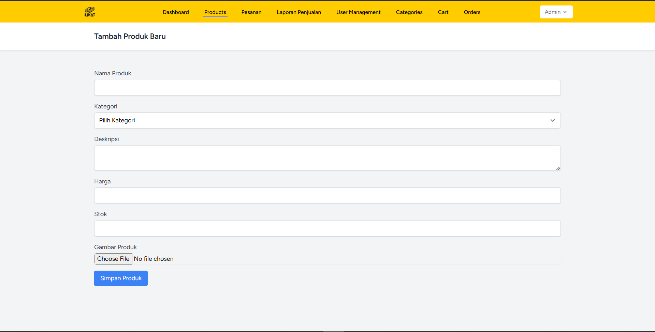 Dashboard Products Pesanan Laporan Penjualan User Management Categories Cart Orders Admin
Tambah Produk Baru
Nama Produk
Kategori
Pilih Kategori
Deskripsi
Harga
Stok
Gambar Produk
Choose File No file chosen
Simpan Produk